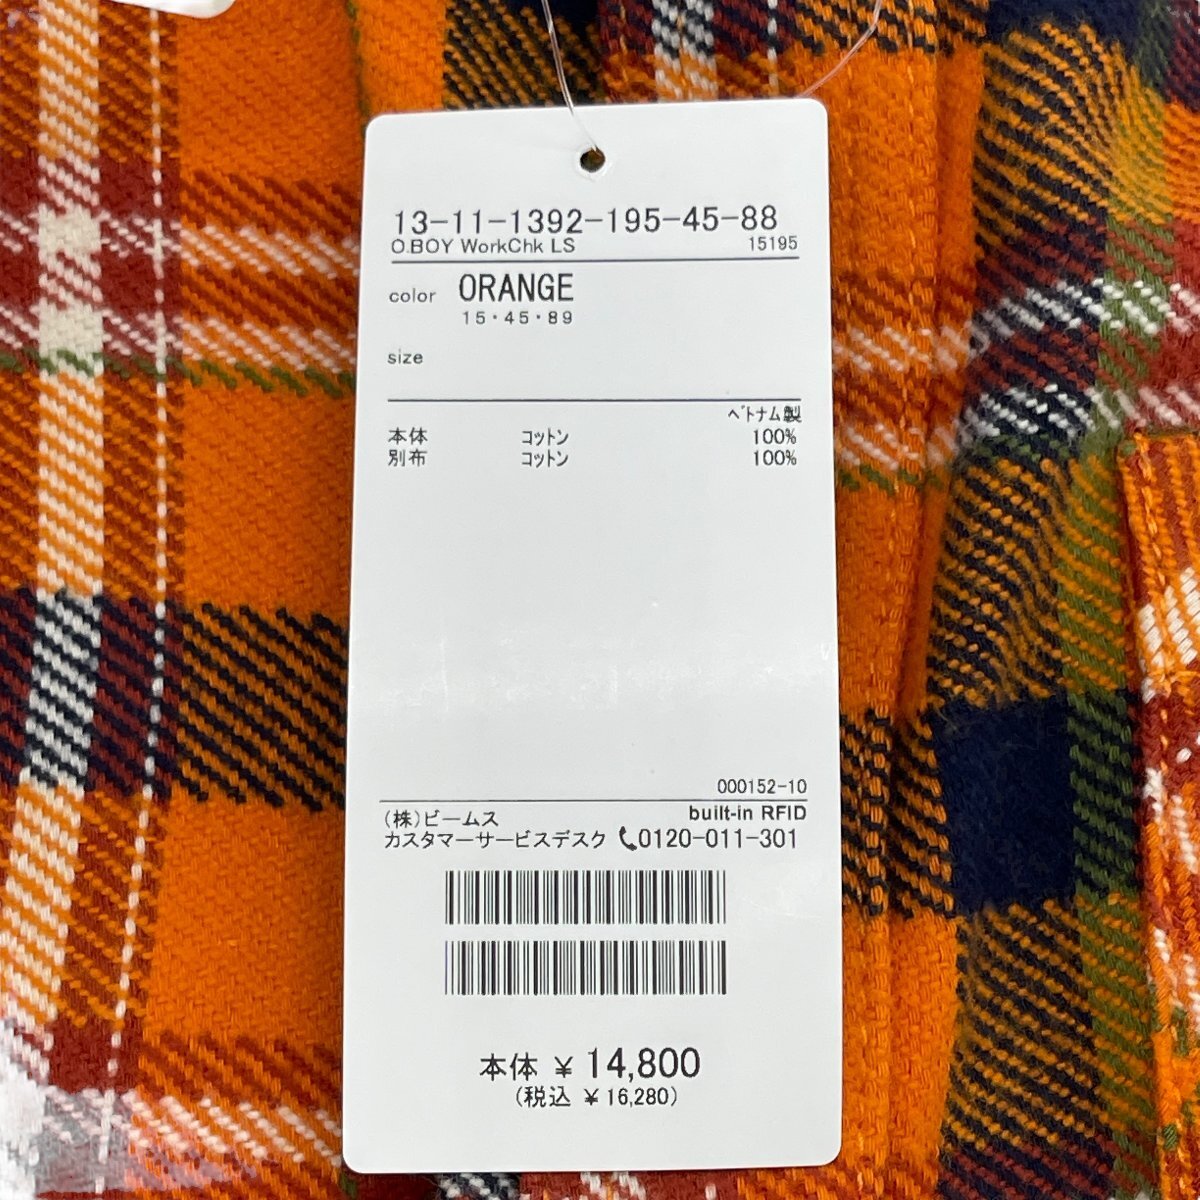 13-11-1392-195-45-88
O.BOY WorkChk LS 15195
color ORANGE
15・45・89
size
ﾍﾞﾄﾅﾑ製
本体 ｺｯﾄﾝ 100%
別布 ｺｯﾄﾝ 100%
000152-10
(株)ビームス built-in RFID
カスタマーサービスデスク 0120-011-301
本体 ¥ 14,800
(税込 ¥ 16,280)